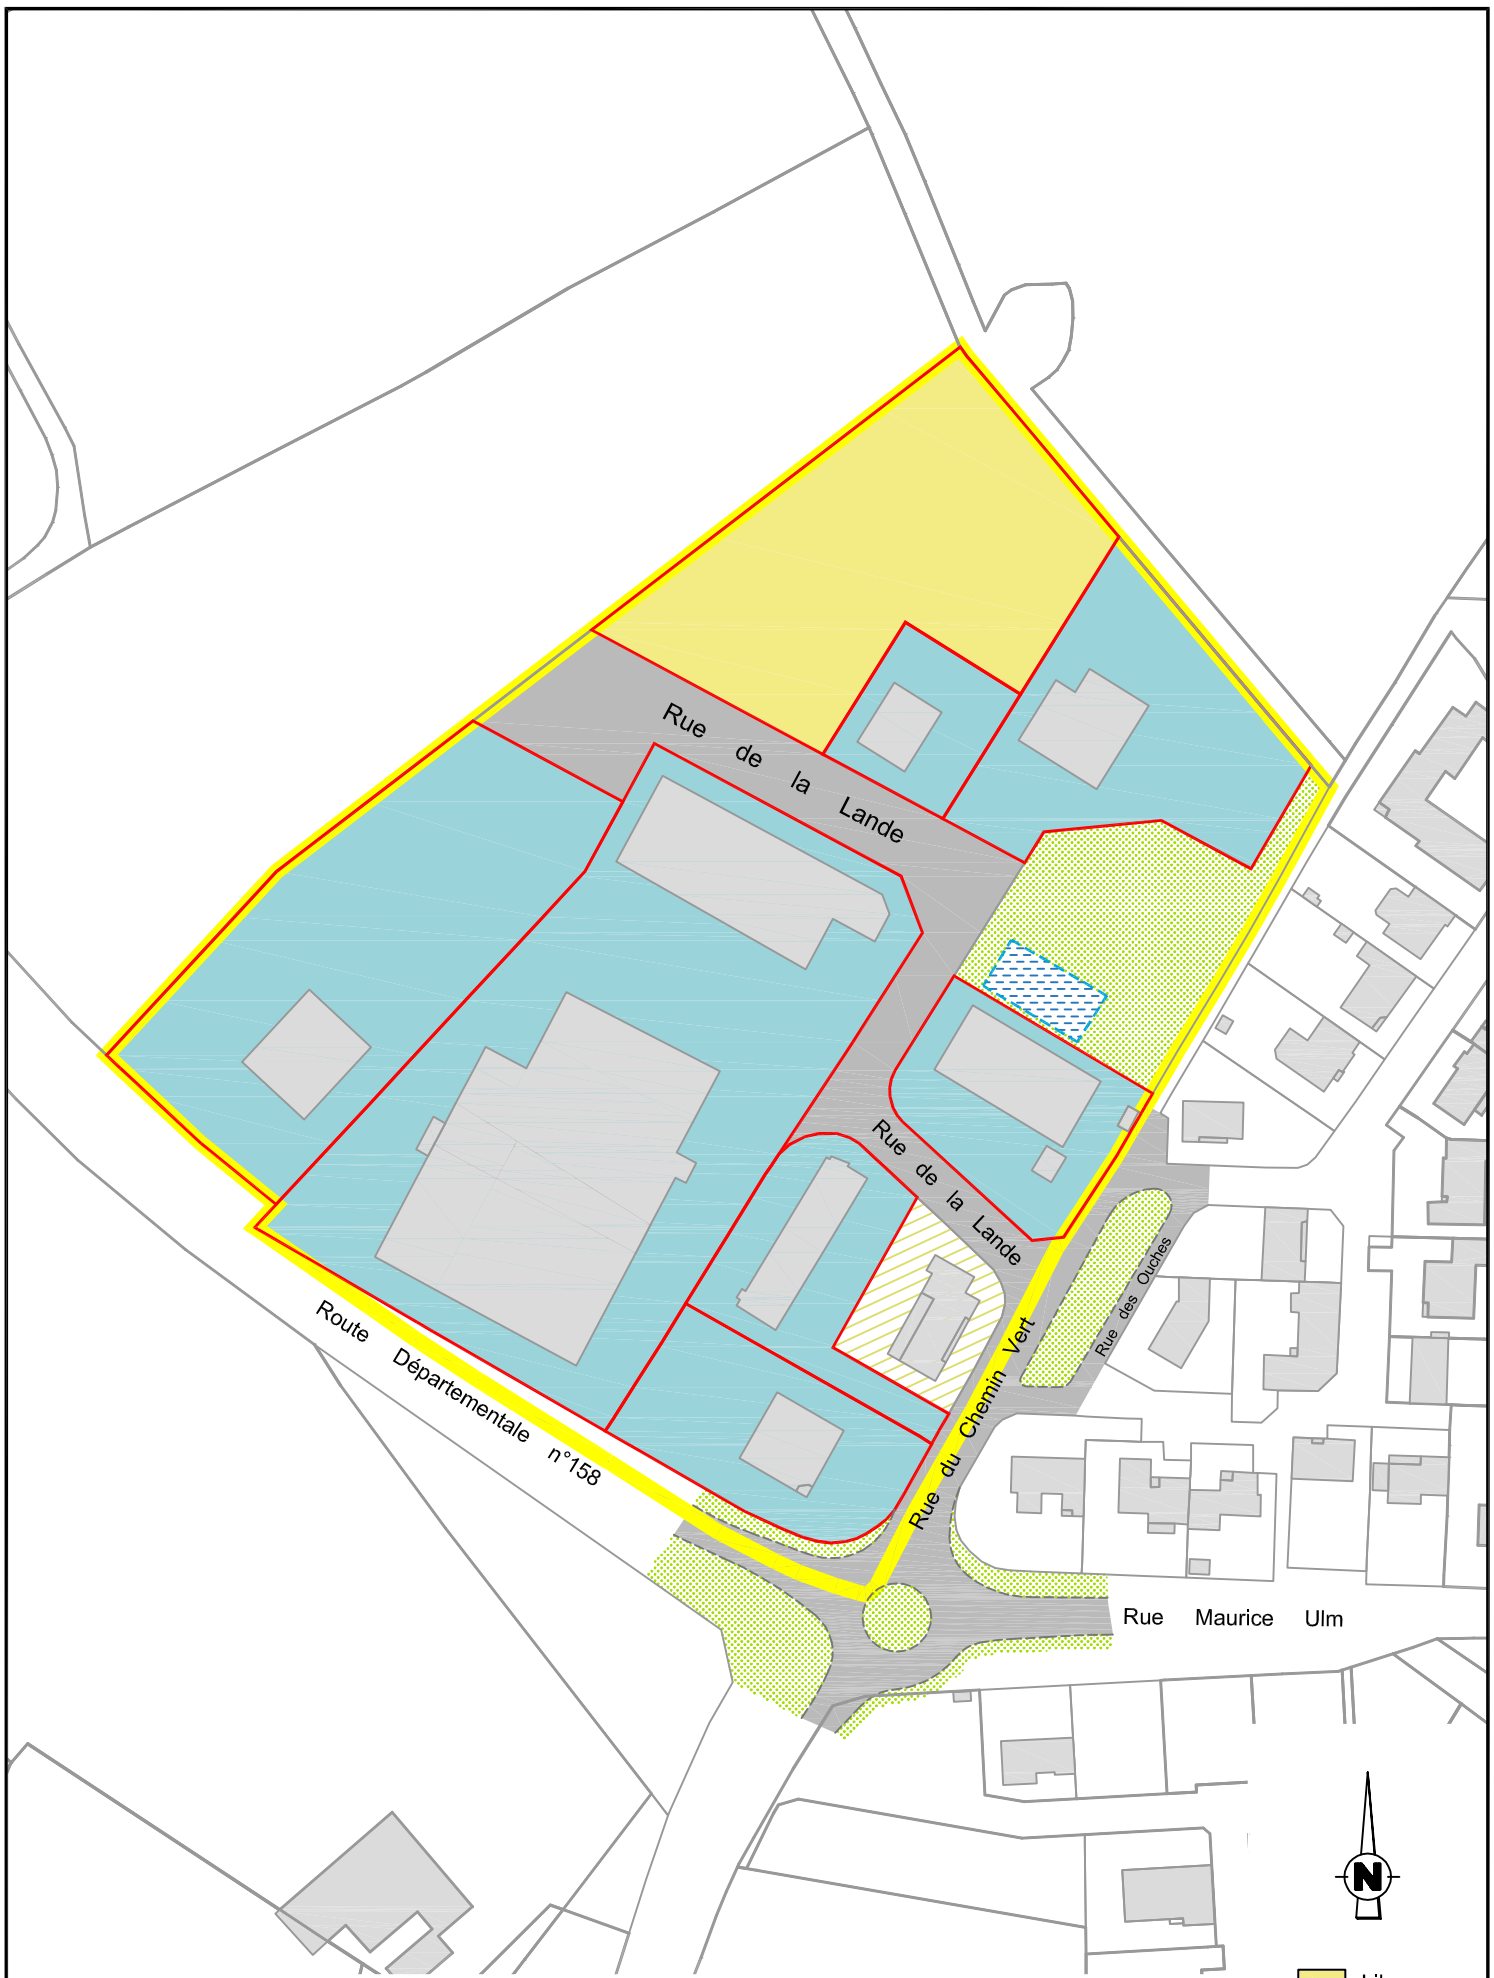 Rue de la Lande
Rue de la Lande
Rue des Ouches
Rue du Chemin Vert
Route Départementale n°158
Rue Maurice Ulm
N